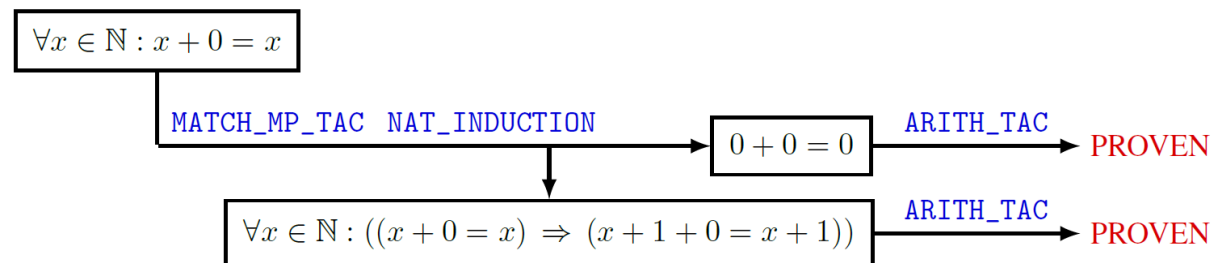 ∀x ∈ ℕ : x + 0 = x
MATCH_MP_TAC NAT_INDUCTION
0 + 0 = 0
ARITH_TAC
PROVEN
∀x ∈ ℕ : ((x + 0 = x) ⇒ (x + 1 + 0 = x + 1))
ARITH_TAC
PROVEN